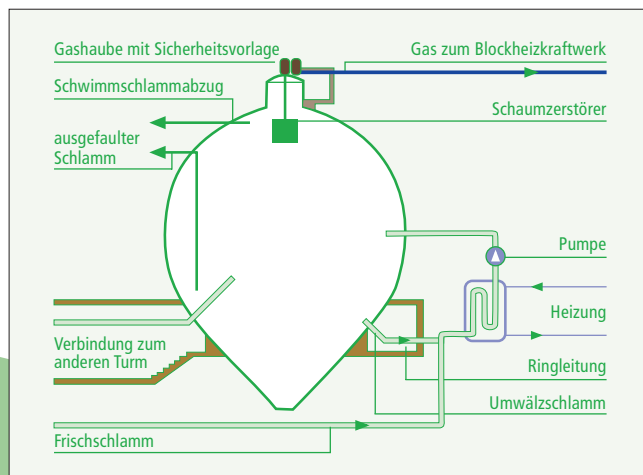 Gashaube mit Sicherheitsvorlage
Gas zum Blockheizkraftwerk
Schwimmschlammabzug
Schaumzerstörer
ausgefaulter
Schlamm
Pumpe
Heizung
Verbindung zum
anderen Turm
Ringleitung
Umwälzschlamm
Frischschlamm